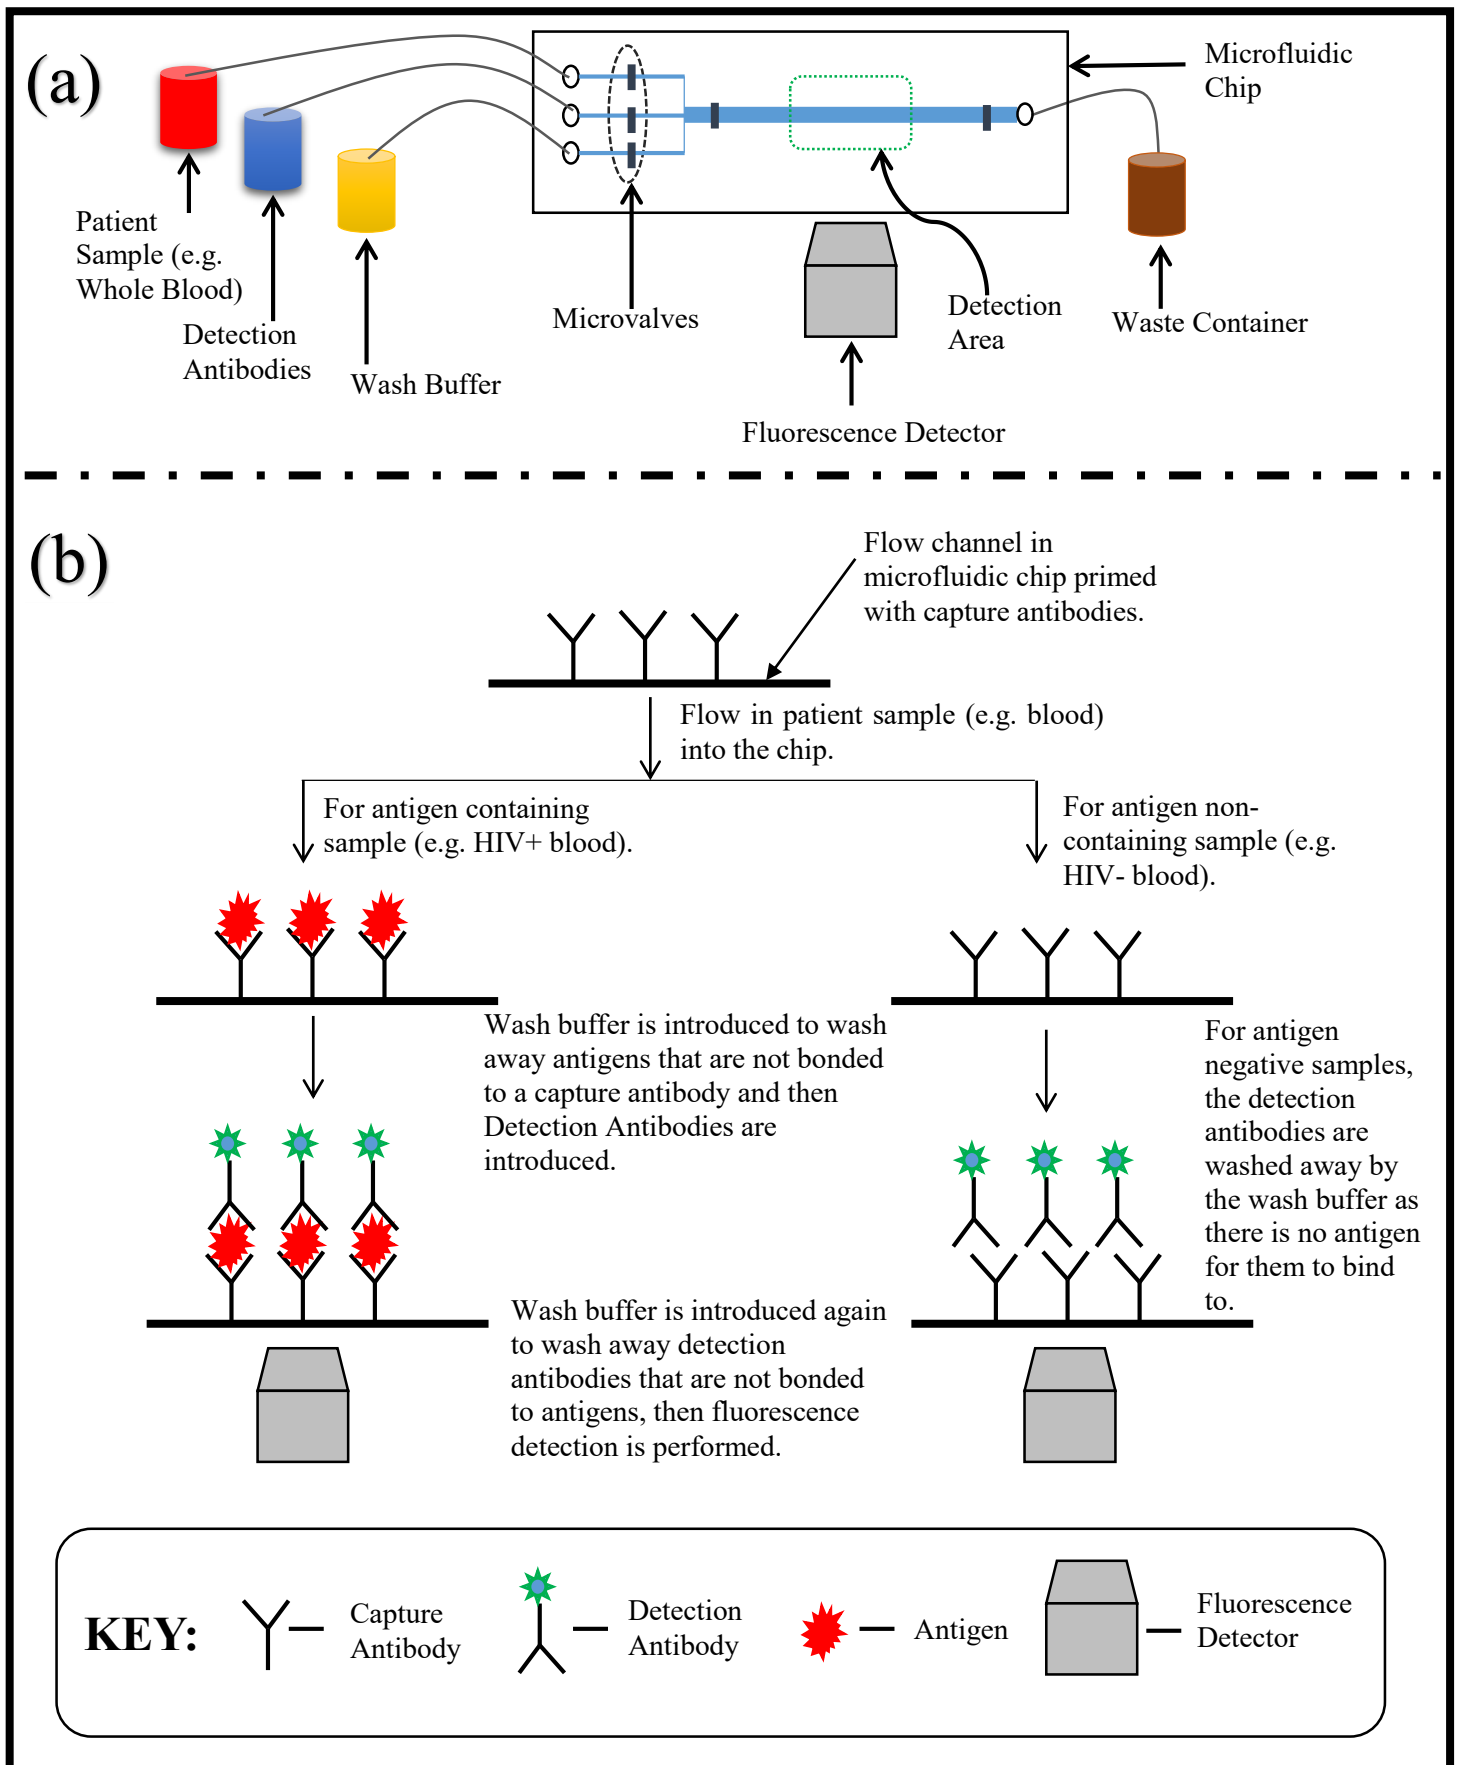 (a)
Microfluidic
Chip
Patient
Sample (e.g.
Whole Blood)
Detection
Antibodies
Wash Buffer
Microvalves
Detection
Area
Waste Container
Fluorescence Detector
(b)
Flow channel in
microfluidic chip primed
with capture antibodies.
Flow in patient sample (e.g. blood)
into the chip.
For antigen containing
sample (e.g. HIV+ blood).
For antigen non-
containing sample (e.g.
HIV- blood).
Wash buffer is introduced to wash
away antigens that are not bonded
to a capture antibody and then
Detection Antibodies are
introduced.
For antigen
negative samples,
the detection
antibodies are
washed away by
the wash buffer as
there is no antigen
for them to bind
to.
Wash buffer is introduced again
to wash away detection
antibodies that are not bonded
to antigens, then fluorescence
detection is performed.
KEY:
Capture
Antibody
Detection
Antibody
Antigen
Fluorescence
Detector